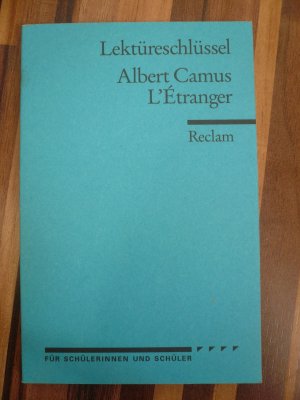 Lektüreschlüssel
Albert Camus
L'Étranger
Reclam
FÜR SCHÜLERINNEN UND SCHÜLER